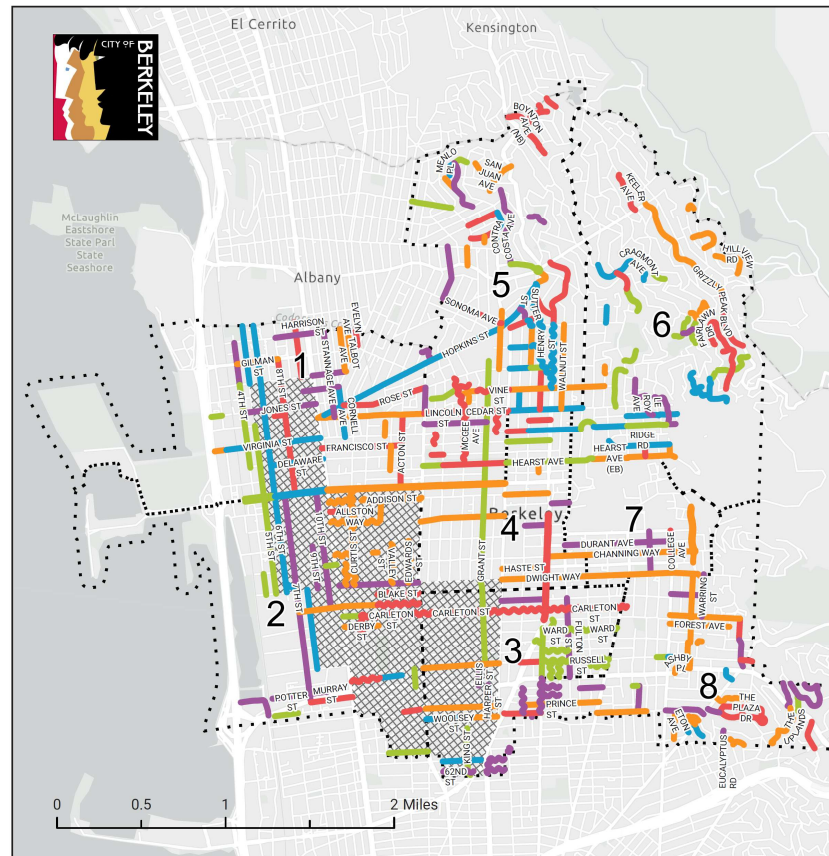 El Cerrito
Kensington
CITY OF
BERKELEY
BOYNTON
AVE
(NB)
MENLO
PL
SAN
JUAN
AVE
KEELER
AVE
McLaughlin
Eastshore
State Parl
State
Seashore
CONTRA
COSTA AVE
CRAGMONT
AVE
HILLVIEW
RD
GRIZZLY PEAK BLVD
Albany
5
SUTTER
ST
6
FAIRLAWN
DR
SONOMA AVE
HARRISON
ST
EVELYN
AVE
TALBOT
AVE
HOPKINS ST
HENRY
ST
WALNUT ST
GILMAN
ST
1
8TH ST
STANNAGE AVE
4TH ST
JONES ST
CORNELL
AVE
ROSE ST
VINE
ST
LINCOLN
ST
CEDAR ST
LE
ROY
AVE
MCGEE
AVE
VIRGINIA ST
FRANCISCO ST
ACTON ST
RIDGE
RD
HEARST
AVE
(EB)
DELAWARE
ST
HEARST AVE
ADDISON ST
ALLSTON
WAY
Berkeley
4
7
5TH ST
6TH ST
10TH ST
9TH ST
CURTIS ST
VALLEY
ST
EDWARDS
ST
GRANT ST
DURANT AVE
CHANNING WAY
COLLEGE
AVE
HASTE ST
DWIGHT WAY
WARRING
ST
2
7TH ST
BLAKE ST
CARLETON
ST
CARLETON ST
CARLETON
ST
DERBY
ST
WARD
ST
FULTON
ST
WARD
ST
FOREST AVE
3
RUSSELL
ST
ASHBY
PL
8
ELLIS
ST
HARPER ST
POTTER
ST
MURRAY
ST
PRINCE
ST
THE
PLAZA
DR
WOOLSEY
ST
KING ST
ETON
AVE
THE
UPLANDS
62ND
ST
EUCALYPTUS
RD
0
0.5
1
2 Miles